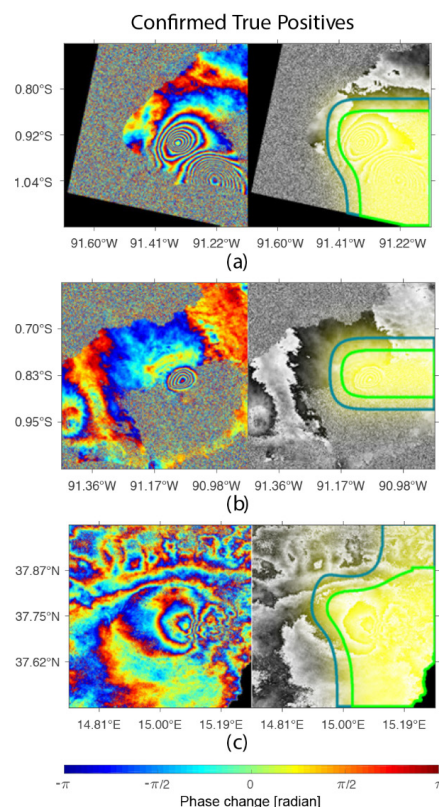 Confirmed True Positives
0.80°S
0.92°S
1.04°S
91.60°W 91.41°W 91.22°W 91.60°W 91.41°W 91.22°W
(a)
0.70°S
0.83°S
0.95°S
91.36°W 91.17°W 90.98°W 91.36°W 91.17°W 90.98°W
(b)
37.87°N
37.75°N
37.62°N
14.81°E 15.00°E 15.19°E 14.81°E 15.00°E 15.19°E
(c)
-π -π/2 0 π/2 π
Phase change [radian]